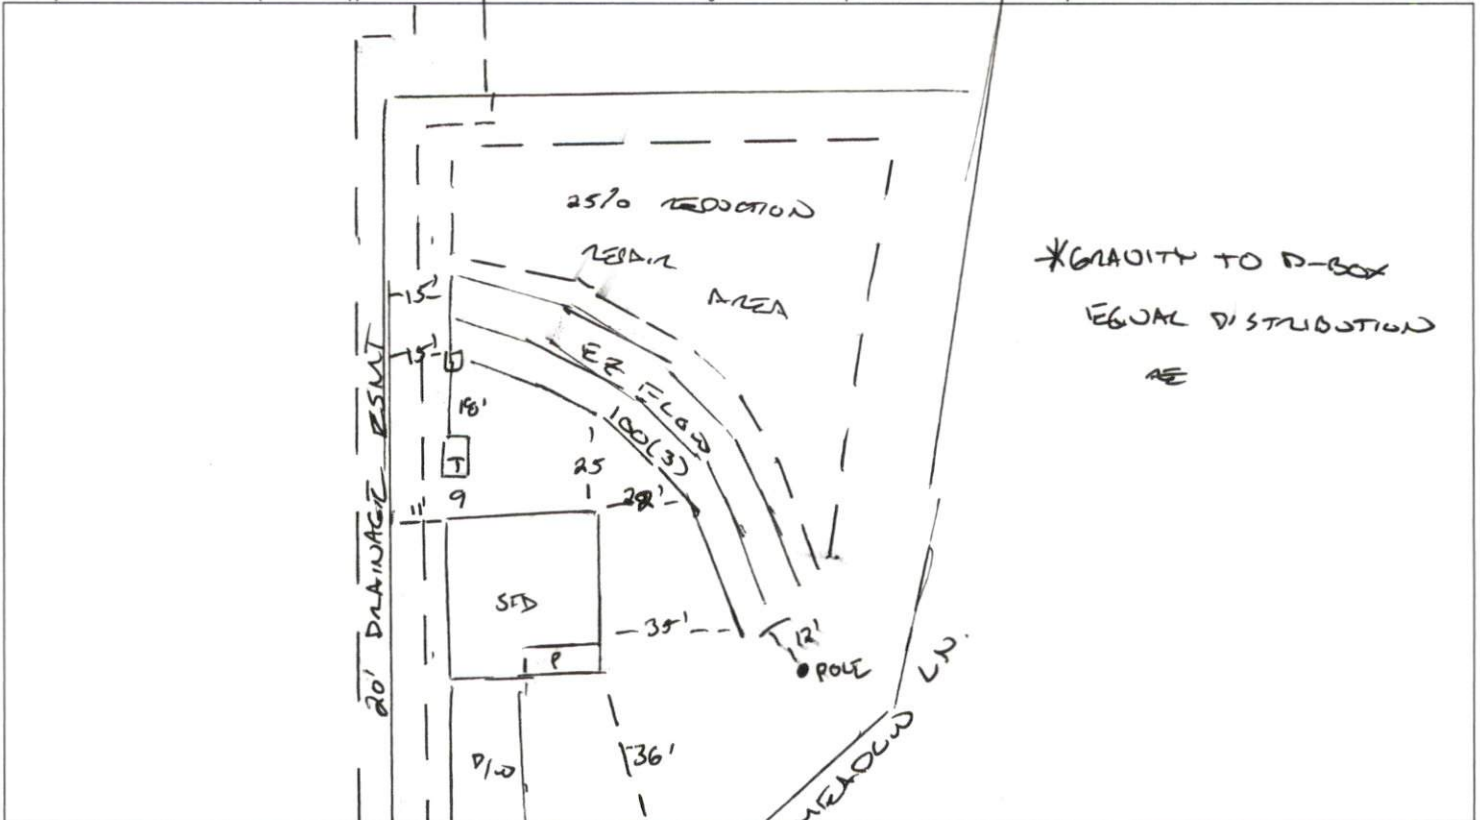 25% REDUCTION
REPAIR
AREA
*GRAVITY TO D-BOX
EQUAL DISTRIBUTION
15'
15'
EZ FLOW
100(3)
18'
T
9
25
11'
20' DRAINAGE ESMT
SFD
P
35'
12'
POLE
D/W
36'
MEADOW LN.